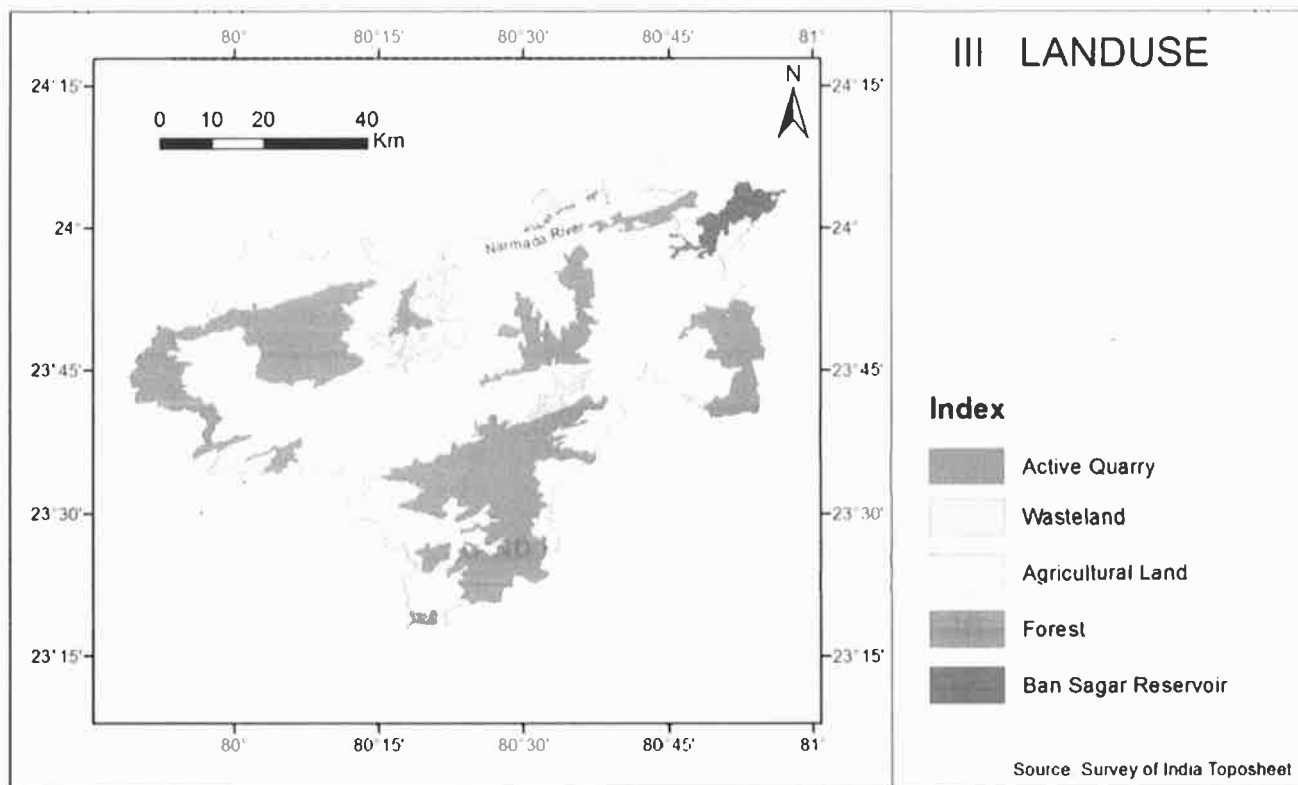 III LANDUSE
80° 80°15' 80°30' 80°45' 81°
N
24°15' 24°15'
0 10 20 40
Km
24° 24°
Narmada River
23°45' 23°45'
Index
Active Quarry
Wasteland
23°30' 23°30'
Agricultural Land
Forest
23°15' 23°15'
Ban Sagar Reservoir
80° 80°15' 80°30' 80°45' 81°
Source Survey of India Toposheet